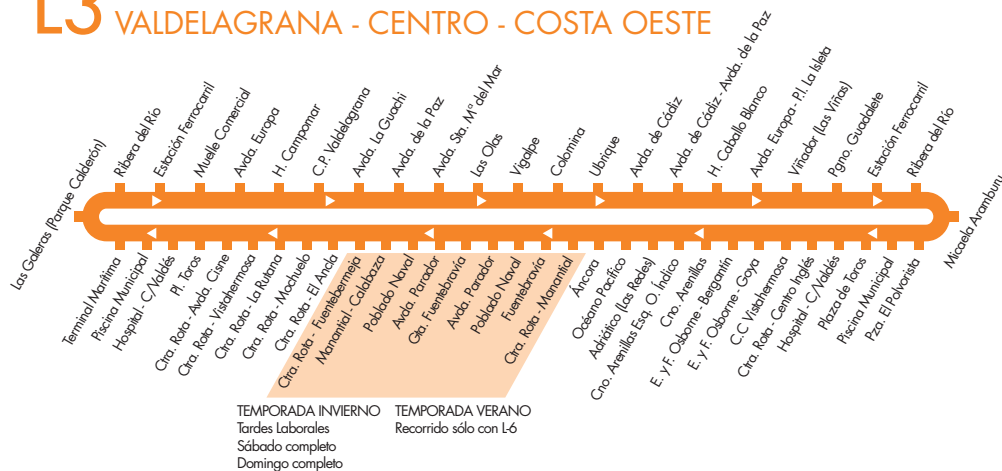 L3 VALDELAGRANA - CENTRO - COSTA OESTE
Las Galeras (Parque Calderón)
Ribera del Río
Estación Ferrocarril
Muelle Comercial
Avda. Europa
H. Campomar
C.P. Valdelagrana
Avda. La Guachi
Avda. de la Paz
Avda. Sta. Mª del Mar
Las Olas
Vigalpe
Colomina
Ubrique
Avda. de Cádiz
Avda. de Cádiz - Avda. de la Paz
H. Caballo Blanco
Avda. Europa - P.I. La Isleta
Viñador (las Viñas)
Pgno. Guadalete
Estación Ferrocarril
Ribera del Río
Micaela Aramburu
Terminal Marítima
Piscina Municipal
Hospital - C/Valdés
Pl. Toros
Ctra. Rota - Avda. Cisne
Ctra. Rota - Vistahermosa
Ctra. Rota - La Rutana
Ctra. Rota - Mochuelo
Ctra. Rota - El Ancla
Ctra. Rota - Fuentebermeja
Manantial - Calabaza
Poblado Naval
Avda. Parador
Gta. Fuentebravía
Avda. Parador
Poblado Naval
Fuentebravía
Ctra. Rota - Manantial
Áncora
Océano Pacífico
Adriático (Las Redes)
Cno. Arenillas Esq. O. Índico
Cno. Arenillas
E. y F. Osborne - Bergantín
E. y F. Osborne - Goya
C.C Vistahermosa
Ctra. Rota - Centro Inglés
Hospital - C/Valdés
Plaza de Toros
Piscina Municipal
Pza. El Polvorista
TEMPORADA INVIERNO
Tardes Laborales
Sábado completo
Domingo completo
TEMPORADA VERANO
Recorrido sólo con L-6